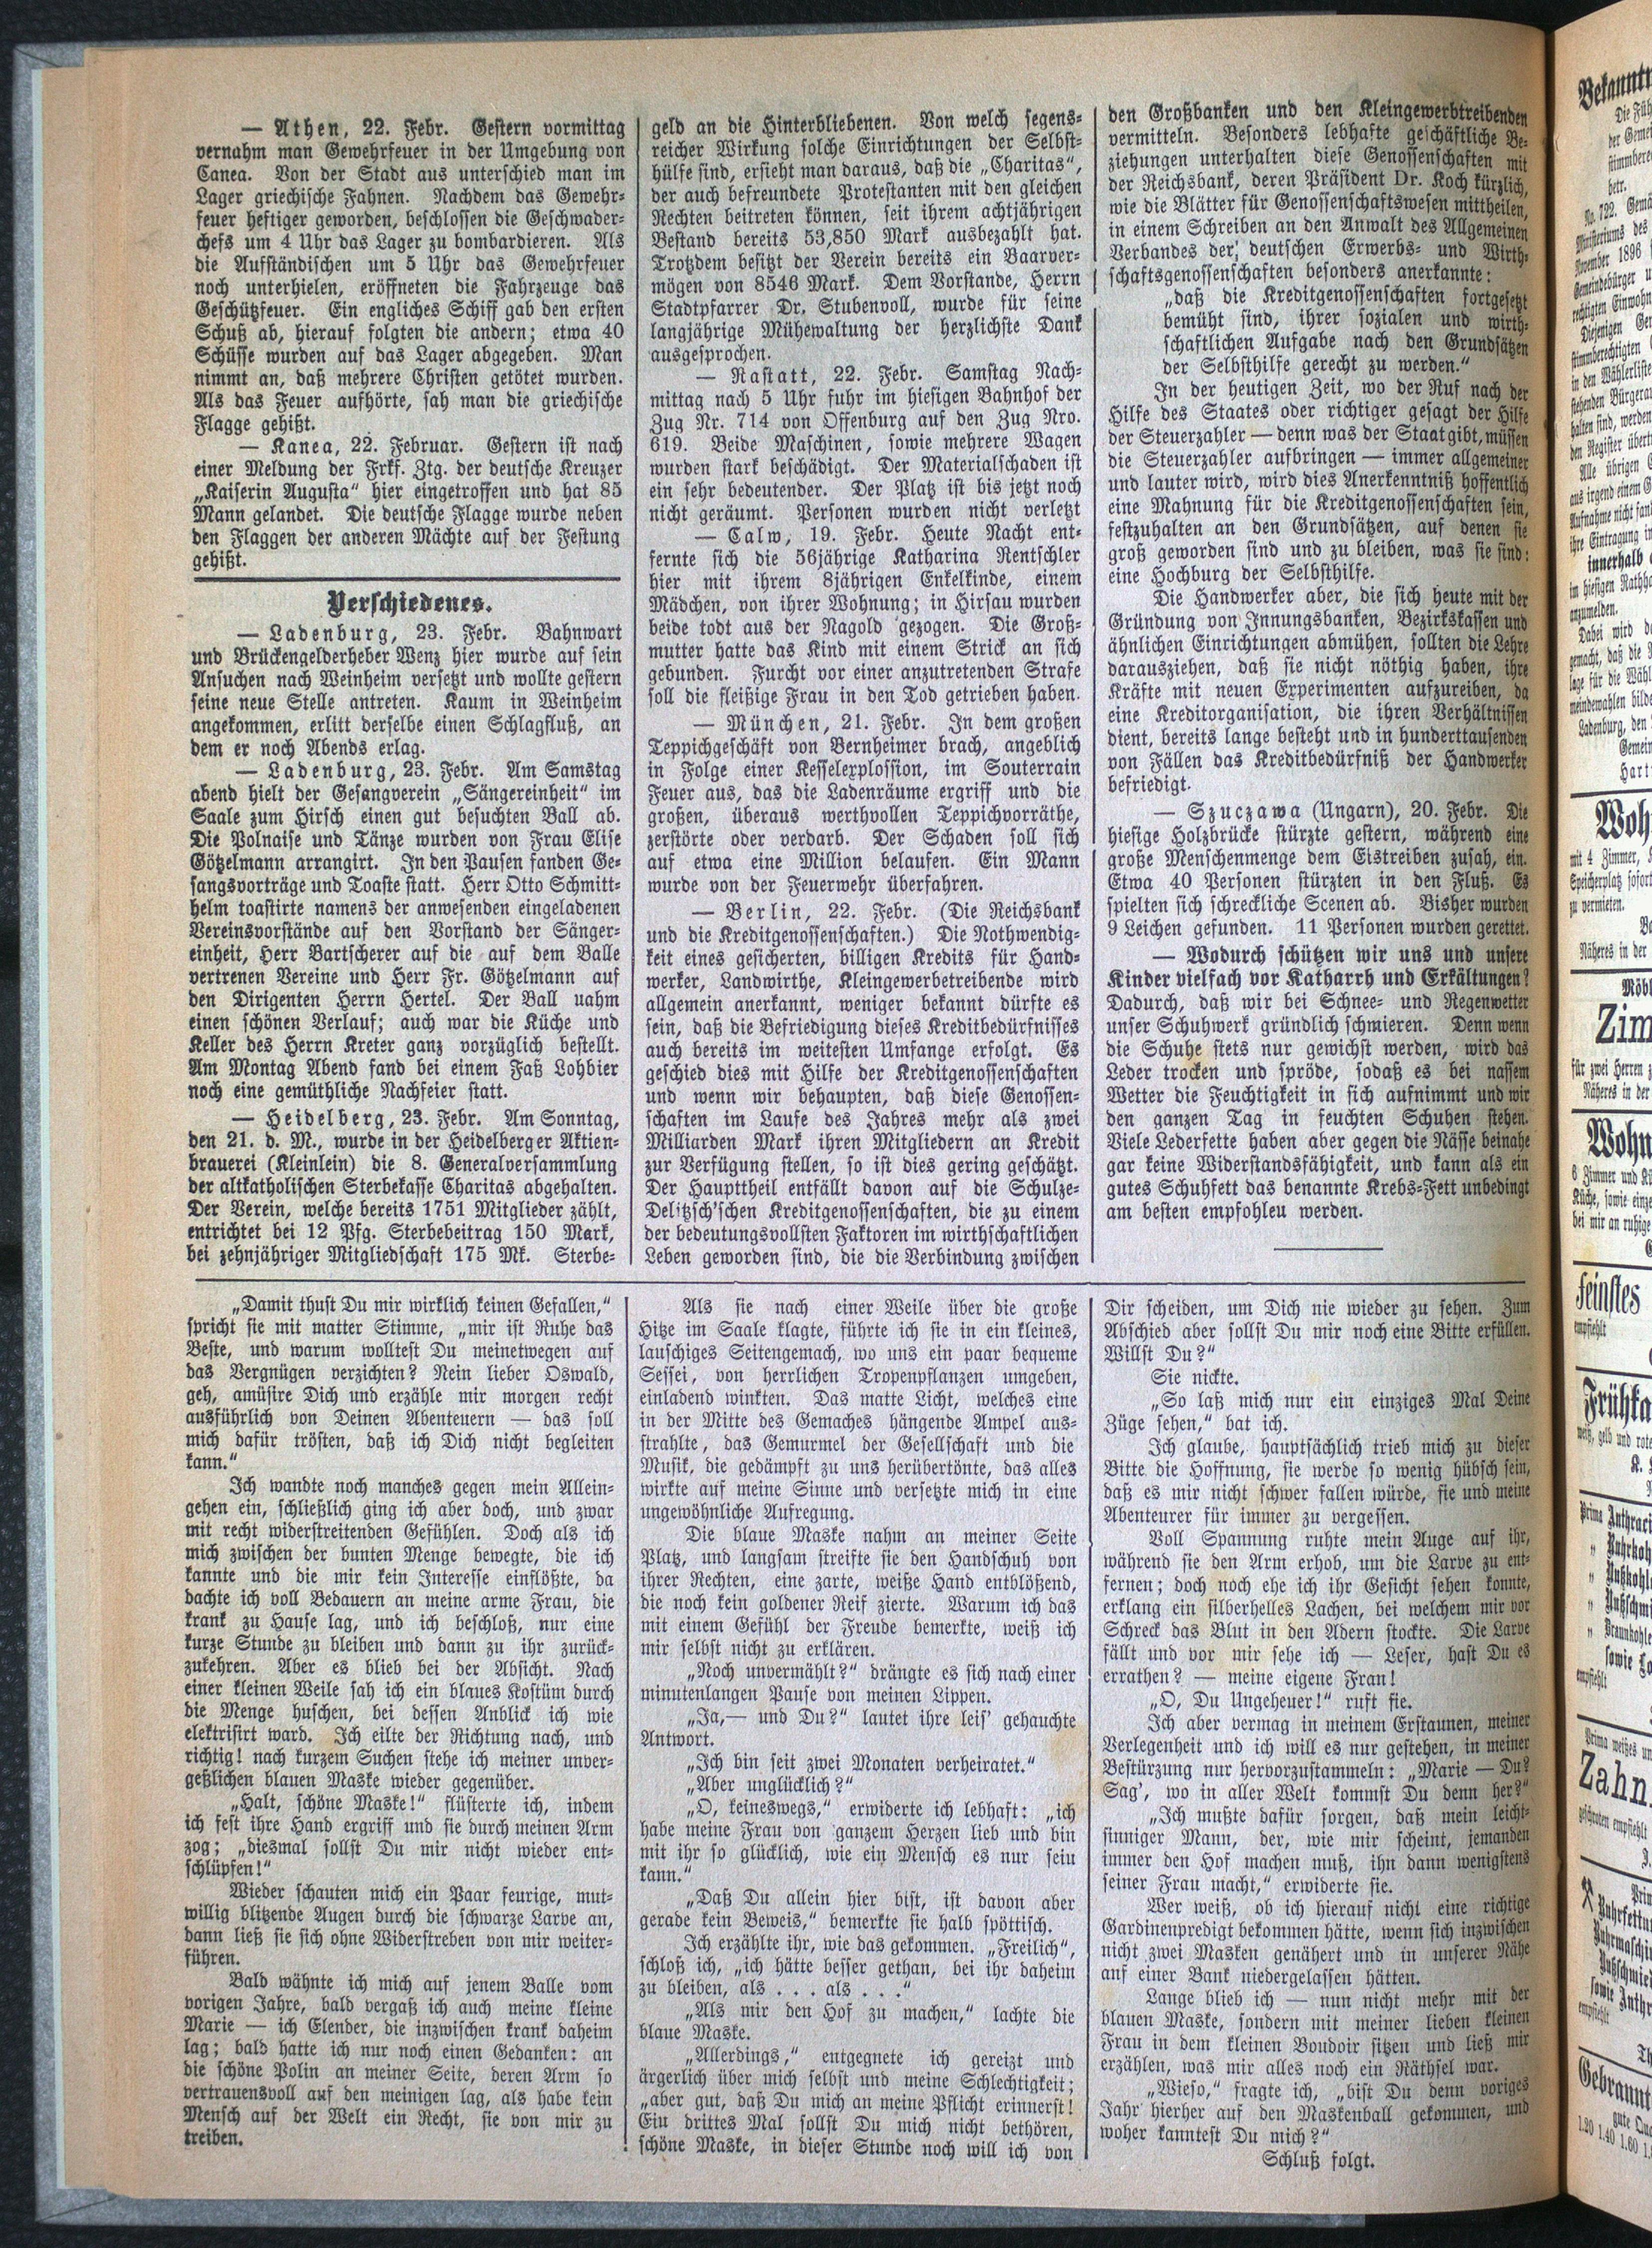 — Athen, 22. Febr. Gestern vormittag
vernahm man Gewehrfeuer in der Umgebung von
Canea. Von der Stadt aus unterschied man im
Lager griechische Fahnen. Nachdem das Gewehr-
feuer heftiger geworden, beschlossen die Geschwader-
chefs um 4 Uhr das Lager zu bombardieren. Als
die Aufständischen um 5 Uhr das Gewehrfeuer
noch unterhielen, eröffneten die Fahrzeuge das
Geschützfeuer. Ein engliches Schiff gab den ersten
Schuß ab, hierauf folgten die andern; etwa 40
Schüsse wurden auf das Lager abgegeben. Man
nimmt an, daß mehrere Christen getötet wurden.
Als das Feuer aufhörte, sah man die griechische
Flagge gehißt.
— Kanea, 22. Februar. Gestern ist nach
einer Meldung der Frkf. Ztg. der deutsche Kreuzer
„Kaiserin Augusta“ hier eingetroffen und hat 85
Mann gelandet. Die deutsche Flagge wurde neben
den Flaggen der anderen Mächte auf der Festung
gehißt.
Verschiedenes.
— Ladenburg, 23. Febr. Bahnwart
und Brückengelderheber Wenz hier wurde auf sein
Ansuchen nach Weinheim versetzt und wollte gestern
seine neue Stelle antreten. Kaum in Weinheim
angekommen, erlitt derselbe einen Schlagfluß, an
dem er noch Abends erlag.
— Ladenburg, 23. Febr. Am Samstag
abend hielt der Gesangverein „Sängereinheit“ im
Saale zum Hirsch einen gut besuchten Ball ab.
Die Polnaise und Tänze wurden von Frau Elise
Götzelmann arrangirt. In den Pausen fanden Ge-
sangsvorträge und Toaste statt. Herr Otto Schmitt-
helm toastirte namens der anwesenden eingeladenen
Vereinsvorstände auf den Vorstand der Sänger-
einheit, Herr Bartscherer auf die auf dem Balle
vertrenen Vereine und Herr Fr. Götzelmann auf
den Dirigenten Herrn Hertel. Der Ball uahm
einen schönen Verlauf; auch war die Küche und
Keller des Herrn Kreter ganz vorzüglich bestellt.
Am Montag Abend fand bei einem Faß Lohbier
noch eine gemüthliche Nachfeier statt.
— Heidelberg, 23. Febr. Am Sonntag,
den 21. d. M., wurde in der Heidelberger Aktien-
brauerei (Kleinlein) die 8. Generalversammlung
der altkatholischen Sterbekasse Charitas abgehalten.
Der Verein, welche bereits 1751 Mitglieder zählt,
entrichtet bei 12 Pfg. Sterbebeitrag 150 Mark,
bei zehnjähriger Mitgliedschaft 175 Mk. Sterbe-
geld an die Hinterbliebenen. Von welch segens-
reicher Wirkung solche Einrichtungen der Selbst-
hülfe sind, ersieht man daraus, daß die „Charitas“,
der auch befreundete Protestanten mit den gleichen
Rechten beitreten können, seit ihrem achtjährigen
Bestand bereits 53,850 Mark ausbezahlt hat.
Trotzdem besitzt der Verein bereits ein Baarver-
mögen von 8546 Mark. Dem Vorstande, Herrn
Stadtpfarrer Dr. Stubenvoll, wurde für seine
langjährige Mühewaltung der herzlichste Dank
ausgesprochen.
— Rastatt, 22. Febr. Samstag Nach-
mittag nach 5 Uhr fuhr im hiesigen Bahnhof der
Zug Nr. 714 von Offenburg auf den Zug Nro.
619. Beide Maschinen, sowie mehrere Wagen
wurden stark beschädigt. Der Materialschaden ist
ein sehr bedeutender. Der Platz ist bis jetzt noch
nicht geräumt. Personen wurden nicht verletzt
— Calw, 19. Febr. Heute Nacht ent-
fernte sich die 56jährige Katharina Rentschler
hier mit ihrem 8jährigen Enkelkinde, einem
Mädchen, von ihrer Wohnung; in Hirsau wurden
beide todt aus der Nagold gezogen. Die Groß-
mutter hatte das Kind mit einem Strick an sich
gebunden. Furcht vor einer anzutretenden Strafe
soll die fleißige Frau in den Tod getrieben haben.
— München, 21. Febr. In dem großen
Teppichgeschäft von Bernheimer brach, angeblich
in Folge einer Kesselexplossion, im Souterrain
Feuer aus, das die Ladenräume ergriff und die
großen, überaus werthvollen Teppichvorräthe,
zerstörte oder verdarb. Der Schaden soll sich
auf etwa eine Million belaufen. Ein Mann
wurde von der Feuerwehr überfahren.
— Berlin, 22. Febr. (Die Reichsbank
und die Kreditgenossenschaften.) Die Nothwendig-
keit eines gesicherten, billigen Kredits für Hand-
werker, Landwirthe, Kleingewerbetreibende wird
allgemein anerkannt, weniger bekannt dürfte es
sein, daß die Befriedigung dieses Kreditbedürfnisses
auch bereits im weitesten Umfange erfolgt. Es
geschied dies mit Hilfe der Kreditgenossenschaften
und wenn wir behaupten, daß diese Genossen-
schaften im Laufe des Jahres mehr als zwei
Milliarden Mark ihren Mitgliedern an Kredit
zur Verfügung stellen, so ist dies gering geschätzt.
Der Haupttheil entfällt davon auf die Schulze-
Delitzsch'schen Kreditgenossenschaften, die zu einem
der bedeutungsvollsten Faktoren im wirthschaftlichen
Leben geworden sind, die die Verbindung zwischen
den Großbanken und den Kleingewerbtreibenden
vermitteln. Besonders lebhafte geschäftliche Be-
ziehungen unterhalten diese Genossenschaften mit
der Reichsbank, deren Präsident Dr. Koch kürzlich,
wie die Blätter für Genossenschaftswesen mittheilen,
in einem Schreiben an den Anwalt des Allgemeinen
Verbandes der deutschen Erwerbs- und Wirth-
schaftsgenossenschaften besonders anerkannte:
„daß die Kreditgenossenschaften fortgesetzt
bemüht sind, ihrer sozialen und wirth-
schaftlichen Aufgabe nach den Grundsätzen
der Selbsthilfe gerecht zu werden.“
In der heutigen Zeit, wo der Ruf nach der
Hilfe des Staates oder richtiger gesagt der Hilfe
der Steuerzahler — denn was der Staat gibt, müssen
die Steuerzahler aufbringen — immer allgemeiner
und lauter wird, wird dies Anerkenntniß hoffentlich
eine Mahnung für die Kreditgenossenschaften sein,
festzuhalten an den Grundsätzen, auf denen sie
groß geworden sind und zu bleiben, was sie sind:
eine Hochburg der Selbsthilfe.
Die Handwerker aber, die sich heute mit der
Gründung von Innungsbanken, Bezirkskassen und
ähnlichen Einrichtungen abmühen, sollten die Lehre
darausziehen, daß sie nicht nöthig haben, ihre
Kräfte mit neuen Experimenten aufzureiben, da
eine Kreditorganisation, die ihren Verhältnissen
dient, bereits lange besteht und in hunderttausenden
von Fällen das Kreditbedürfniß der Handwerker
befriedigt.
— Szuczawa (Ungarn), 20. Febr. Die
hiesige Holzbrücke stürzte gestern, während eine
große Menschenmenge dem Eistreiben zusah, ein.
Etwa 40 Personen stürzten in den Fluß. Es
spielten sich schreckliche Scenen ab. Bisher wurden
9 Leichen gefunden. 11 Personen wurden gerettet.
— Wodurch schützen wir uns und unsere
Kinder vielfach vor Katharrh und Erkältungen?
Dadurch, daß wir bei Schnee- und Regenwetter
unser Schuhwerk gründlich schmieren. Denn wenn
die Schuhe stets nur gewichst werden, wird das
Leder trocken und spröde, sodaß es bei nassem
Wetter die Feuchtigkeit in sich aufnimmt und wir
den ganzen Tag in feuchten Schuhen stehen.
Viele Lederfette haben aber gegen die Nässe beinahe
gar keine Widerstandsfähigkeit, und kann als ein
gutes Schuhfett das benannte Krebs-Fett unbedingt
am besten empfohleu werden.
„Damit thust Du mir wirklich keinen Gefallen,“
spricht sie mit matter Stimme, „mir ist Ruhe das
Beste, und warum wolltest Du meinetwegen auf
das Vergnügen verzichten? Nein lieber Oswald,
geh, amüsire Dich und erzähle mir morgen recht
ausführlich von Deinen Abenteuern — das soll
mich dafür trösten, daß ich Dich nicht begleiten
kann.“
Ich wandte noch manches gegen mein Allein-
gehen ein, schließlich ging ich aber doch, und zwar
mit recht widerstreitenden Gefühlen. Doch als ich
mich zwischen der bunten Menge bewegte, die ich
kannte und die mir kein Interesse einflößte, da
dachte ich voll Bedauern an meine arme Frau, die
krank zu Hause lag, und ich beschloß, nur eine
kurze Stunde zu bleiben und dann zu ihr zurück-
zukehren. Aber es blieb bei der Absicht. Nach
einer kleinen Weile sah ich ein blaues Kostüm durch
die Menge huschen, bei dessen Anblick ich wie
elektrisirt ward. Ich eilte der Richtung nach, und
richtig! nach kurzem Suchen stehe ich meiner unver-
geßlichen blauen Maske wieder gegenüber.
„Halt, schöne Maske!“ flüsterte ich, indem
ich fest ihre Hand ergriff und sie durch meinen Arm
zog; „diesmal sollst Du mir nicht wieder ent-
schlüpfen!“
Wieder schauten mich ein Paar feurige, mut-
willig blitzende Augen durch die schwarze Larve an,
dann ließ sie sich ohne Widerstreben von mir weiter-
führen.
Bald wähnte ich mich auf jenem Balle vom
vorigen Jahre, bald vergaß ich auch meine kleine
Marie — ich Elender, die inzwischen krank daheim
lag; bald hatte ich nur noch einen Gedanken: an
die schöne Polin an meiner Seite, deren Arm so
vertrauensvoll auf den meinigen lag, als habe kein
Mensch auf der Welt ein Recht, sie von mir zu
treiben.
Als sie nach einer Weile über die große
Hitze im Saale klagte, führte ich sie in ein kleines,
lauschiges Seitengemach, wo uns ein paar bequeme
Sessei, von herrlichen Tropenpflanzen umgeben,
einladend winkten. Das matte Licht, welches eine
in der Mitte des Gemaches hängende Ampel aus-
strahlte, das Gemurmel der Gesellschaft und die
Musik, die gedämpft zu uns herübertönte, das alles
wirkte auf meine Sinne und versetzte mich in eine
ungewöhnliche Aufregung.
Die blaue Maske nahm an meiner Seite
Platz, und langsam streifte sie den Handschuh von
ihrer Rechten, eine zarte, weiße Hand entblößend,
die noch kein goldener Reif zierte. Warum ich das
mit einem Gefühl der Freude bemerkte, weiß ich
mir selbst nicht zu erklären.
„Noch unvermählt?“ drängte es sich nach einer
minutenlangen Pause von meinen Lippen.
„Ja,— und Du?“ lautet ihre leis' gehauchte
Antwort.
„Ich bin seit zwei Monaten verheiratet.“
„Aber unglücklich?“
„O, keineswegs,“ erwiderte ich lebhaft: „ich
habe meine Frau von ganzem Herzen lieb und bin
mit ihr so glücklich, wie ein Mensch es nur seiu
kann.“
„Daß Du allein hier bist, ist davon aber
gerade kein Beweis,“ bemerkte sie halb spöttisch.
Ich erzählte ihr, wie das gekommen. „Freilich“,
schloß ich, „ich hätte besser gethan, bei ihr daheim
zu bleiben, als . . . als . . .“
„Als mir den Hof zu machen,“ lachte die
blaue Maske.
„Allerdings,“ entgegnete ich gereizt und
ärgerlich über mich selbst und meine Schlechtigkeit;
„aber gut, daß Du mich an meine Pflicht erinnerst!
Eiu drittes Mal sollst Du mich nicht bethören,
schöne Maske, in dieser Stunde noch will ich von
Dir scheiden, um Dich nie wieder zu sehen. Zum
Abschied aber sollst Du mir noch eine Bitte erfüllen.
Willst Du?“
Sie nickte.
„So laß mich nur ein einziges Mal Deine
Züge sehen,“ bat ich.
Ich glaube, hauptsächlich trieb mich zu dieser
Bitte die Hoffnung, sie werde so wenig hübsch sein,
daß es mir nicht schwer fallen würde, sie und meine
Abenteurer für immer zu vergessen.
Voll Spannung ruhte mein Auge auf ihr,
während sie den Arm erhob, um die Larve zu ent-
fernen; doch noch ehe ich ihr Gesicht sehen konnte,
erklang ein silberhelles Lachen, bei welchem mir vor
Schreck das Blut in den Adern stockte. Die Larve
fällt und vor mir sehe ich — Leser, hast Du es
errathen? — meine eigene Frau!
„O, Du Ungeheuer!“ ruft sie.
Ich aber vermag in meinem Erstaunen, meiner
Verlegenheit und ich will es nur gestehen, in meiner
Bestürzung nur hervorzustammeln: „Marie — Du?
Sag', wo in aller Welt kommst Du denn her?“
„Ich mußte dafür sorgen, daß mein leicht-
sinniger Mann, der, wie mir scheint, jemanden
immer den Hof machen muß, ihn dann wenigstens
seiner Frau macht,“ erwiderte sie.
Wer weiß, ob ich hierauf nicht eine richtige
Gardinenpredigt bekommen hätte, wenn sich inzwischen
nicht zwei Masken genähert und in unserer Nähe
auf einer Bank niedergelassen hätten.
Lange blieb ich — nun nicht mehr mit der
blauen Maske, sondern mit meiner lieben kleinen
Frau in dem kleinen Boudoir sitzen und ließ mir
erzählen, was mir alles noch ein Räthsel war.
„Wieso,“ fragte ich, „bist Du denn voriges
Jahr hierher auf den Maskenball gekommen, und
woher kanntest Du mich?“
Schluß folgt.